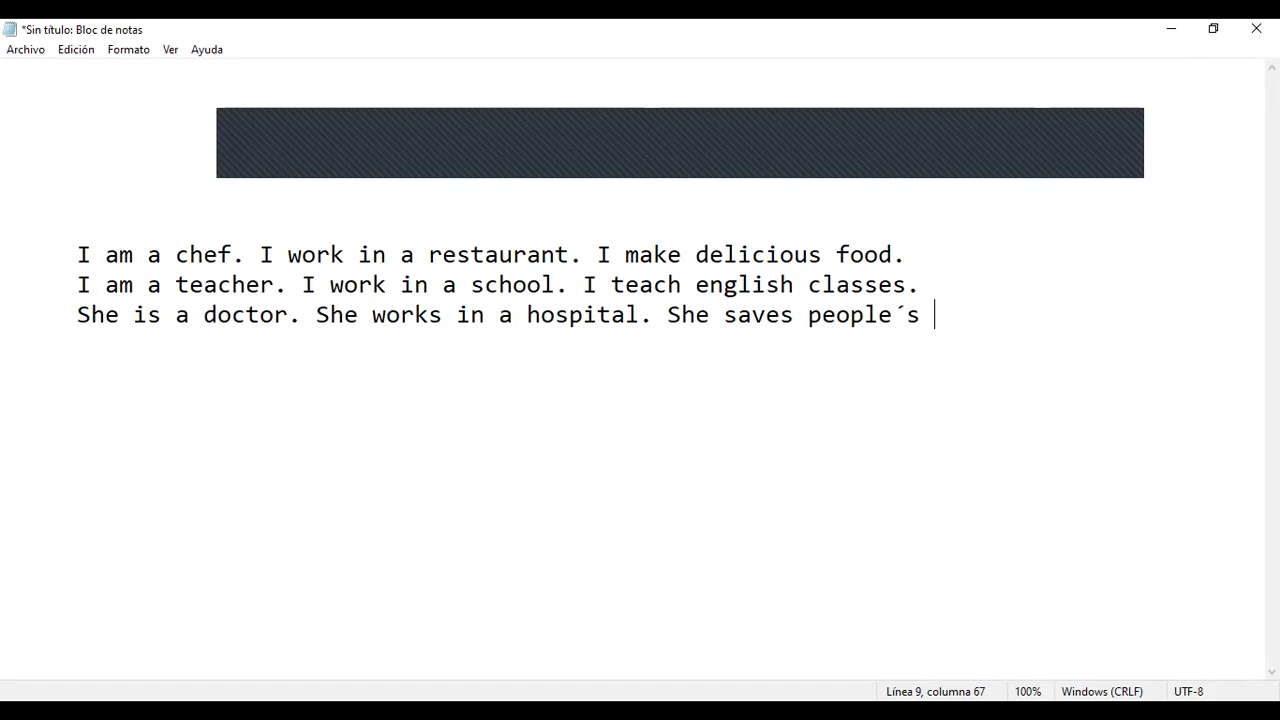 *Sin título: Bloc de notas
Archivo Edición Formato Ver Ayuda
I am a chef. I work in a restaurant. I make delicious food.
I am a teacher. I work in a school. I teach english classes.
She is a doctor. She works in a hospital. She saves people´s
Línea 9, columna 67 100% Windows (CRLF) UTF-8